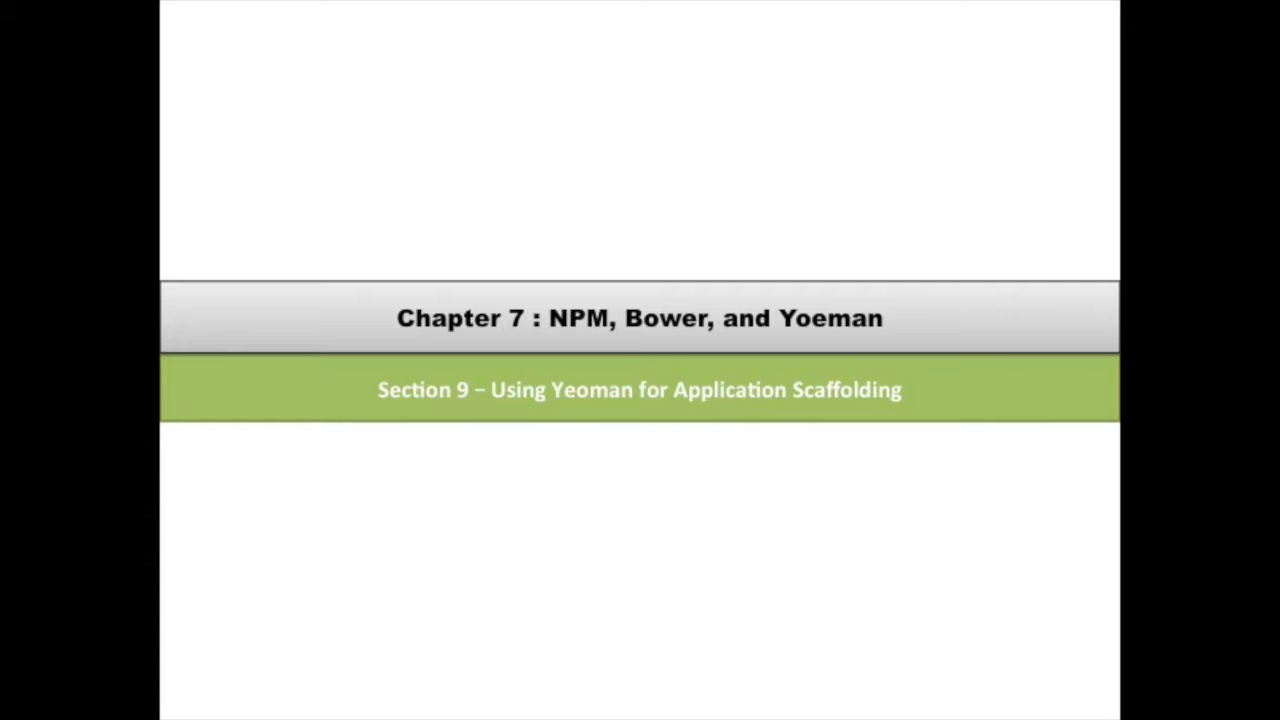 Chapter 7 : NPM, Bower, and Yoeman
Section 9 – Using Yeoman for Application Scaffolding